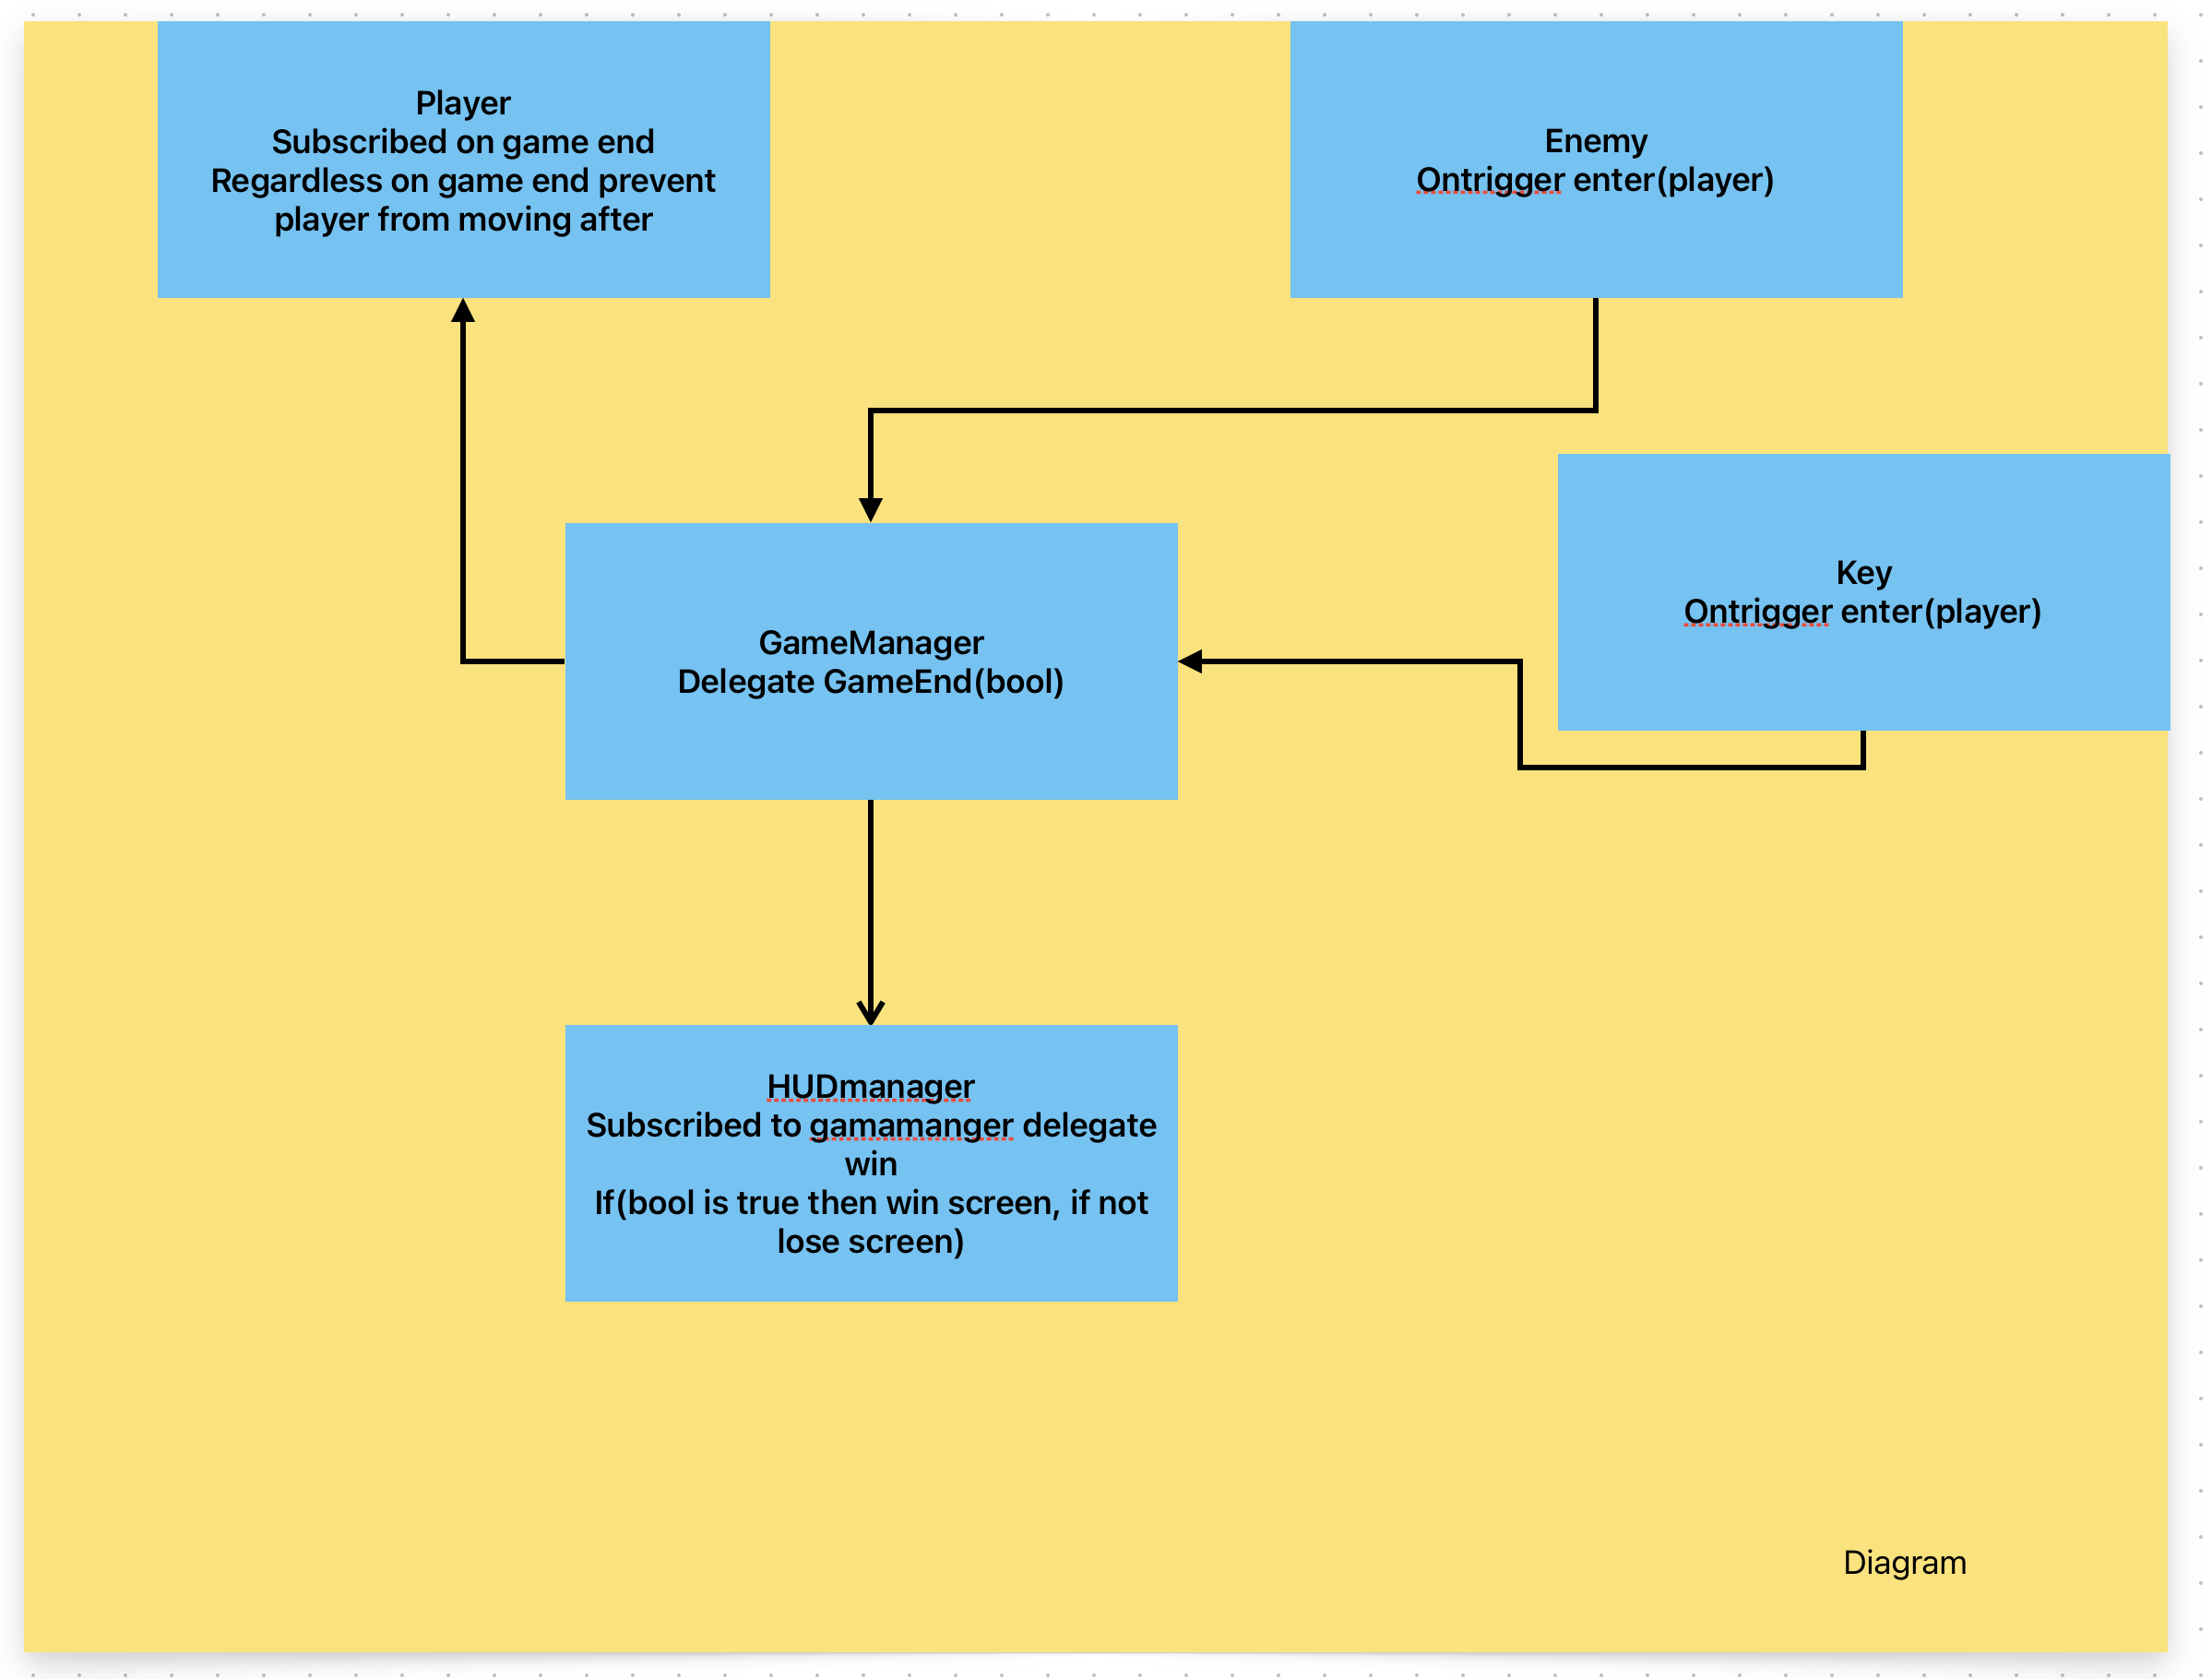 Player
Subscribed on game end
Regardless on game end prevent
player from moving after
Enemy
Ontrigger enter(player)
Key
Ontrigger enter(player)
GameManager
Delegate GameEnd(bool)
HUDmanager
Subscribed to gamamanger delegate
win
If(bool is true then win screen, if not
lose screen)
Diagram